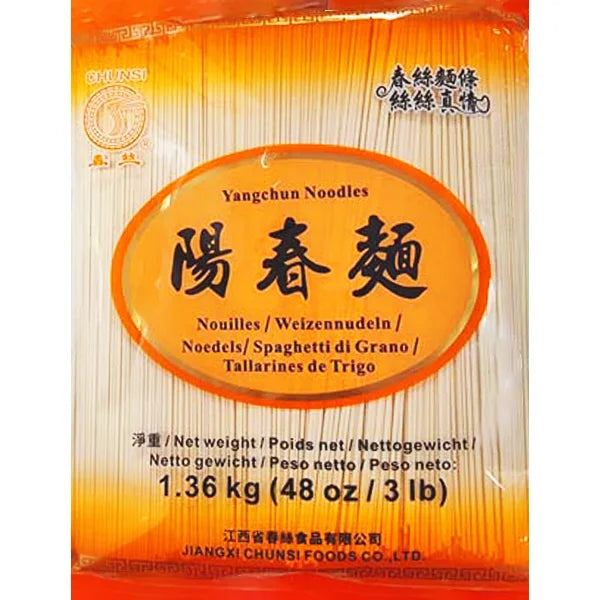 CHUNSI
春絲
®
春絲麵條
絲絲真情
Yangchun Noodles
陽春麵
Nouilles / Weizennudeln /
Noedels / Spaghetti di Grano /
Tallarines de Trigo
淨重 / Net weight / Poids net / Nettogewicht /
Netto gewicht / Peso netto / Peso neto:
1.36 kg (48 oz / 3 lb)
江西省春絲食品有限公司
JIANGXI CHUNSI FOODS CO.,LTD.